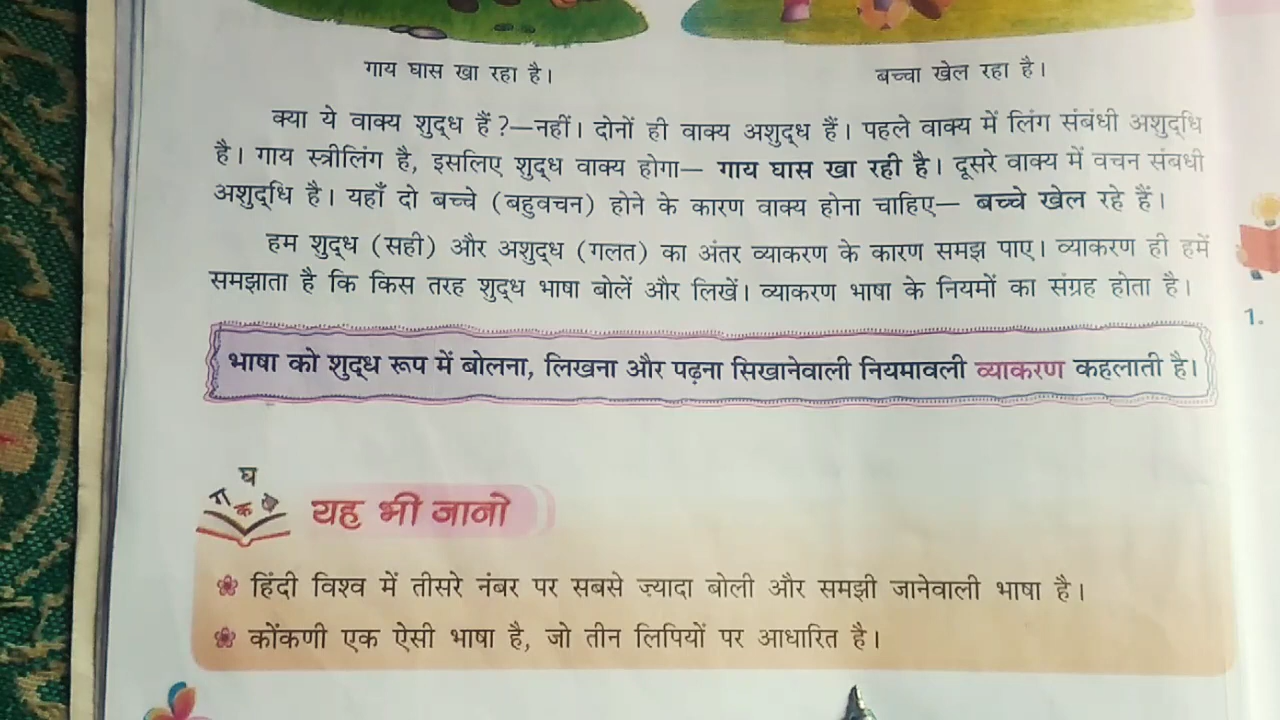 गाय घास खा रहा है।
बच्चा खेल रहा है।
क्या ये वाक्य शुद्ध हैं ?—नहीं। दोनों ही वाक्य अशुद्ध हैं। पहले वाक्य में लिंग संबंधी अशुद्धि
है। गाय स्त्रीलिंग है, इसलिए शुद्ध वाक्य होगा— गाय घास खा रही है। दूसरे वाक्य में वचन संबंधी
अशुद्धि है। यहाँ दो बच्चे (बहुवचन) होने के कारण वाक्य होना चाहिए— बच्चे खेल रहे हैं।
हम शुद्ध (सही) और अशुद्ध (गलत) का अंतर व्याकरण के कारण समझ पाए। व्याकरण ही हमें
समझाता है कि किस तरह शुद्ध भाषा बोलें और लिखें। व्याकरण भाषा के नियमों का संग्रह होता है।
भाषा को शुद्ध रूप में बोलना, लिखना और पढ़ना सिखानेवाली नियमावली व्याकरण कहलाती है।
घ
ग क
यह भी जानो
हिंदी विश्व में तीसरे नंबर पर सबसे ज़्यादा बोली और समझी जानेवाली भाषा है।
कोंकणी एक ऐसी भाषा है, जो तीन लिपियों पर आधारित है।
1.